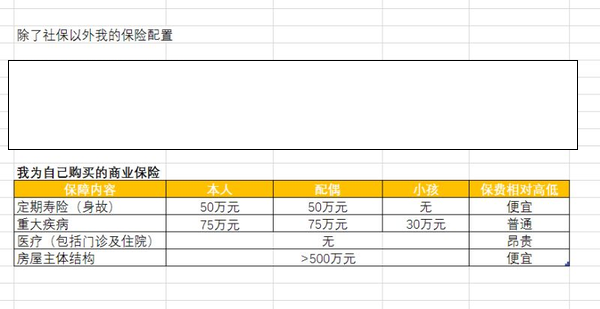 除了社保以外我的保险配置
我为自己购买的商业保险
保障内容 本人 配偶 小孩 保费相对高低
定期寿险（身故） 50万元 50万元 无 便宜
重大疾病 75万元 75万元 30万元 普通
医疗（包括门诊及住院） 无 昂贵
房屋主体结构 >500万元 便宜